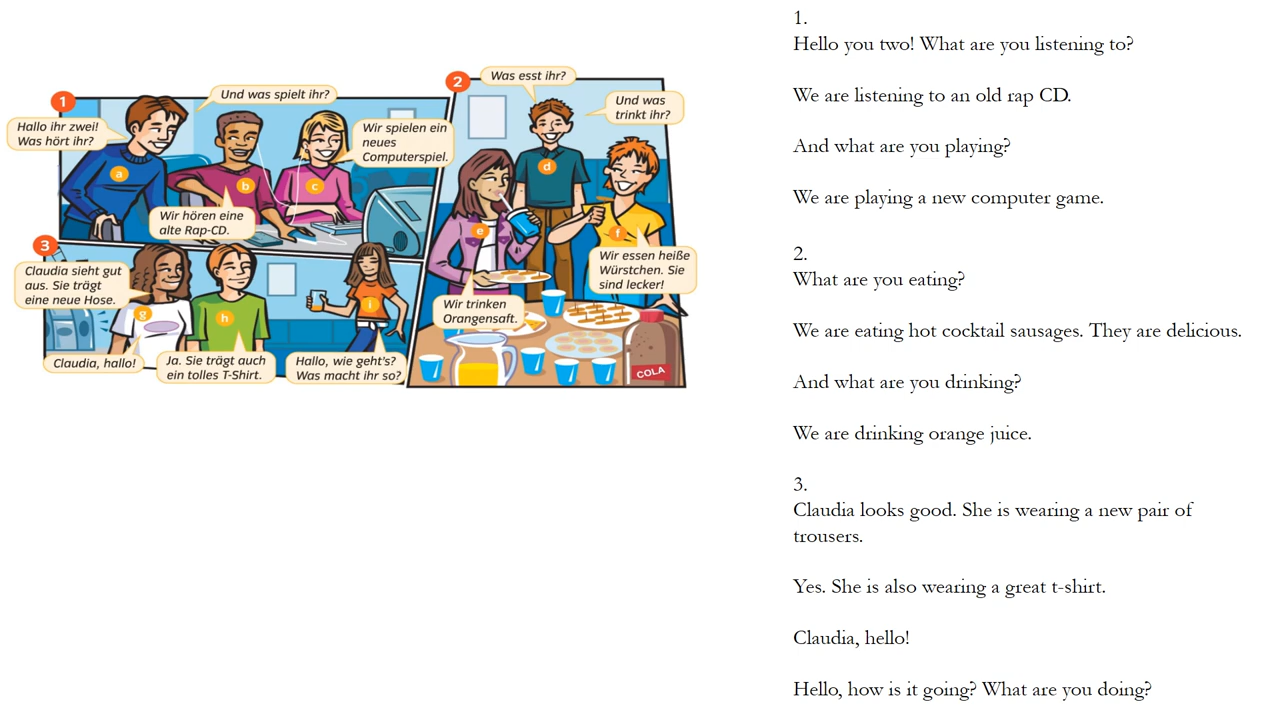 1
Hallo ihr zwei!
Was hört ihr?
a
Wir hören eine
alte Rap-CD.
b
Und was spielt ihr?
Wir spielen ein
neues
Computerspiel.
c
2
Was esst ihr?
d
Wir essen heiße
Würstchen. Sie
sind lecker!
f
Und was
trinkt ihr?
Wir trinken
Orangensaft.
e
COLA
3
Claudia sieht gut
aus. Sie trägt
eine neue Hose.
g
Ja. Sie trägt auch
ein tolles T-Shirt.
h
Claudia, hallo!
Hallo, wie geht's?
Was macht ihr so?
i
1.
Hello you two! What are you listening to?
We are listening to an old rap CD.
And what are you playing?
We are playing a new computer game.
2.
What are you eating?
We are eating hot cocktail sausages. They are delicious.
And what are you drinking?
We are drinking orange juice.
3.
Claudia looks good. She is wearing a new pair of
trousers.
Yes. She is also wearing a great t-shirt.
Claudia, hello!
Hello, how is it going? What are you doing?